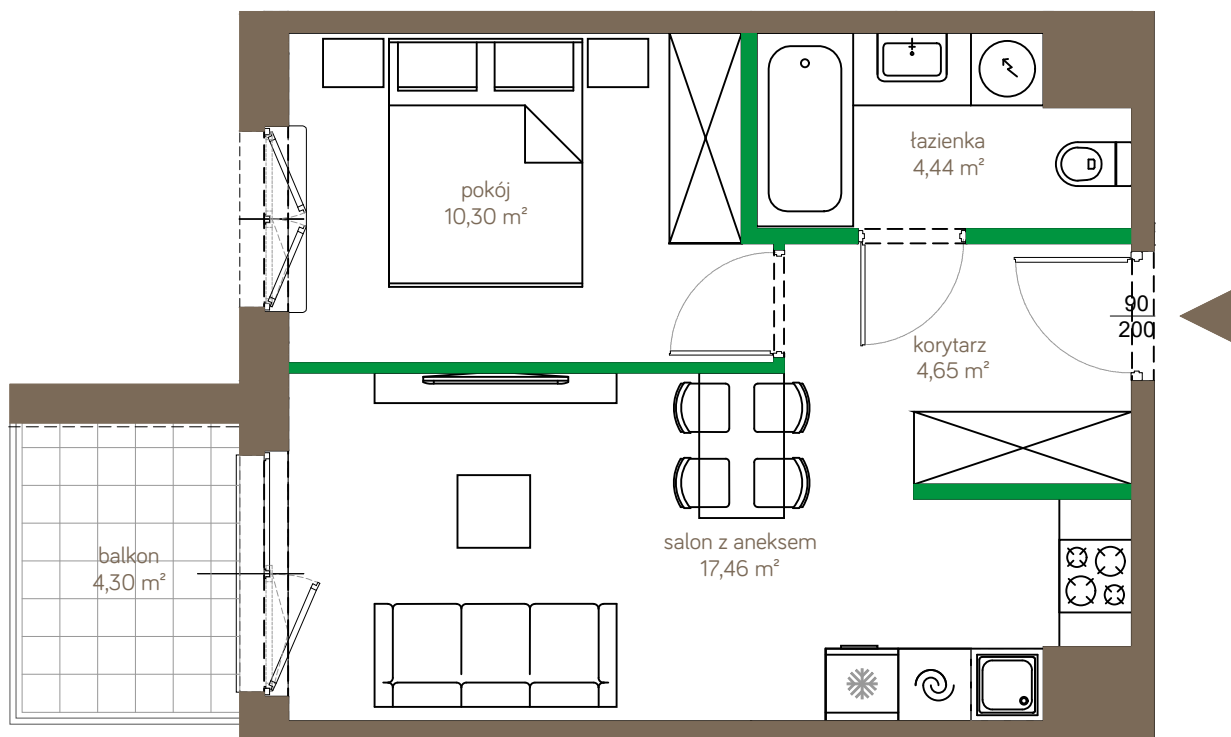 łazienka
4,44 m²
pokój
10,30 m²
90
200
korytarz
4,65 m²
salon z aneksem
17,46 m²
balkon
4,30 m²